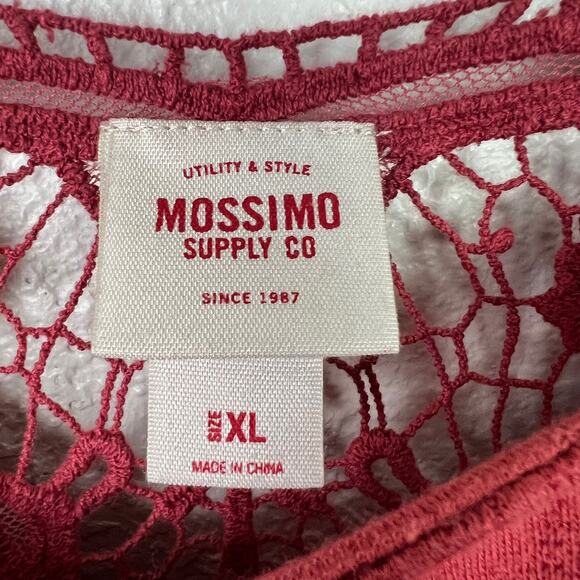 UTILITY & STYLE
MOSSIMO
SUPPLY CO
SINCE 1987
SIZE XL
MADE IN CHINA